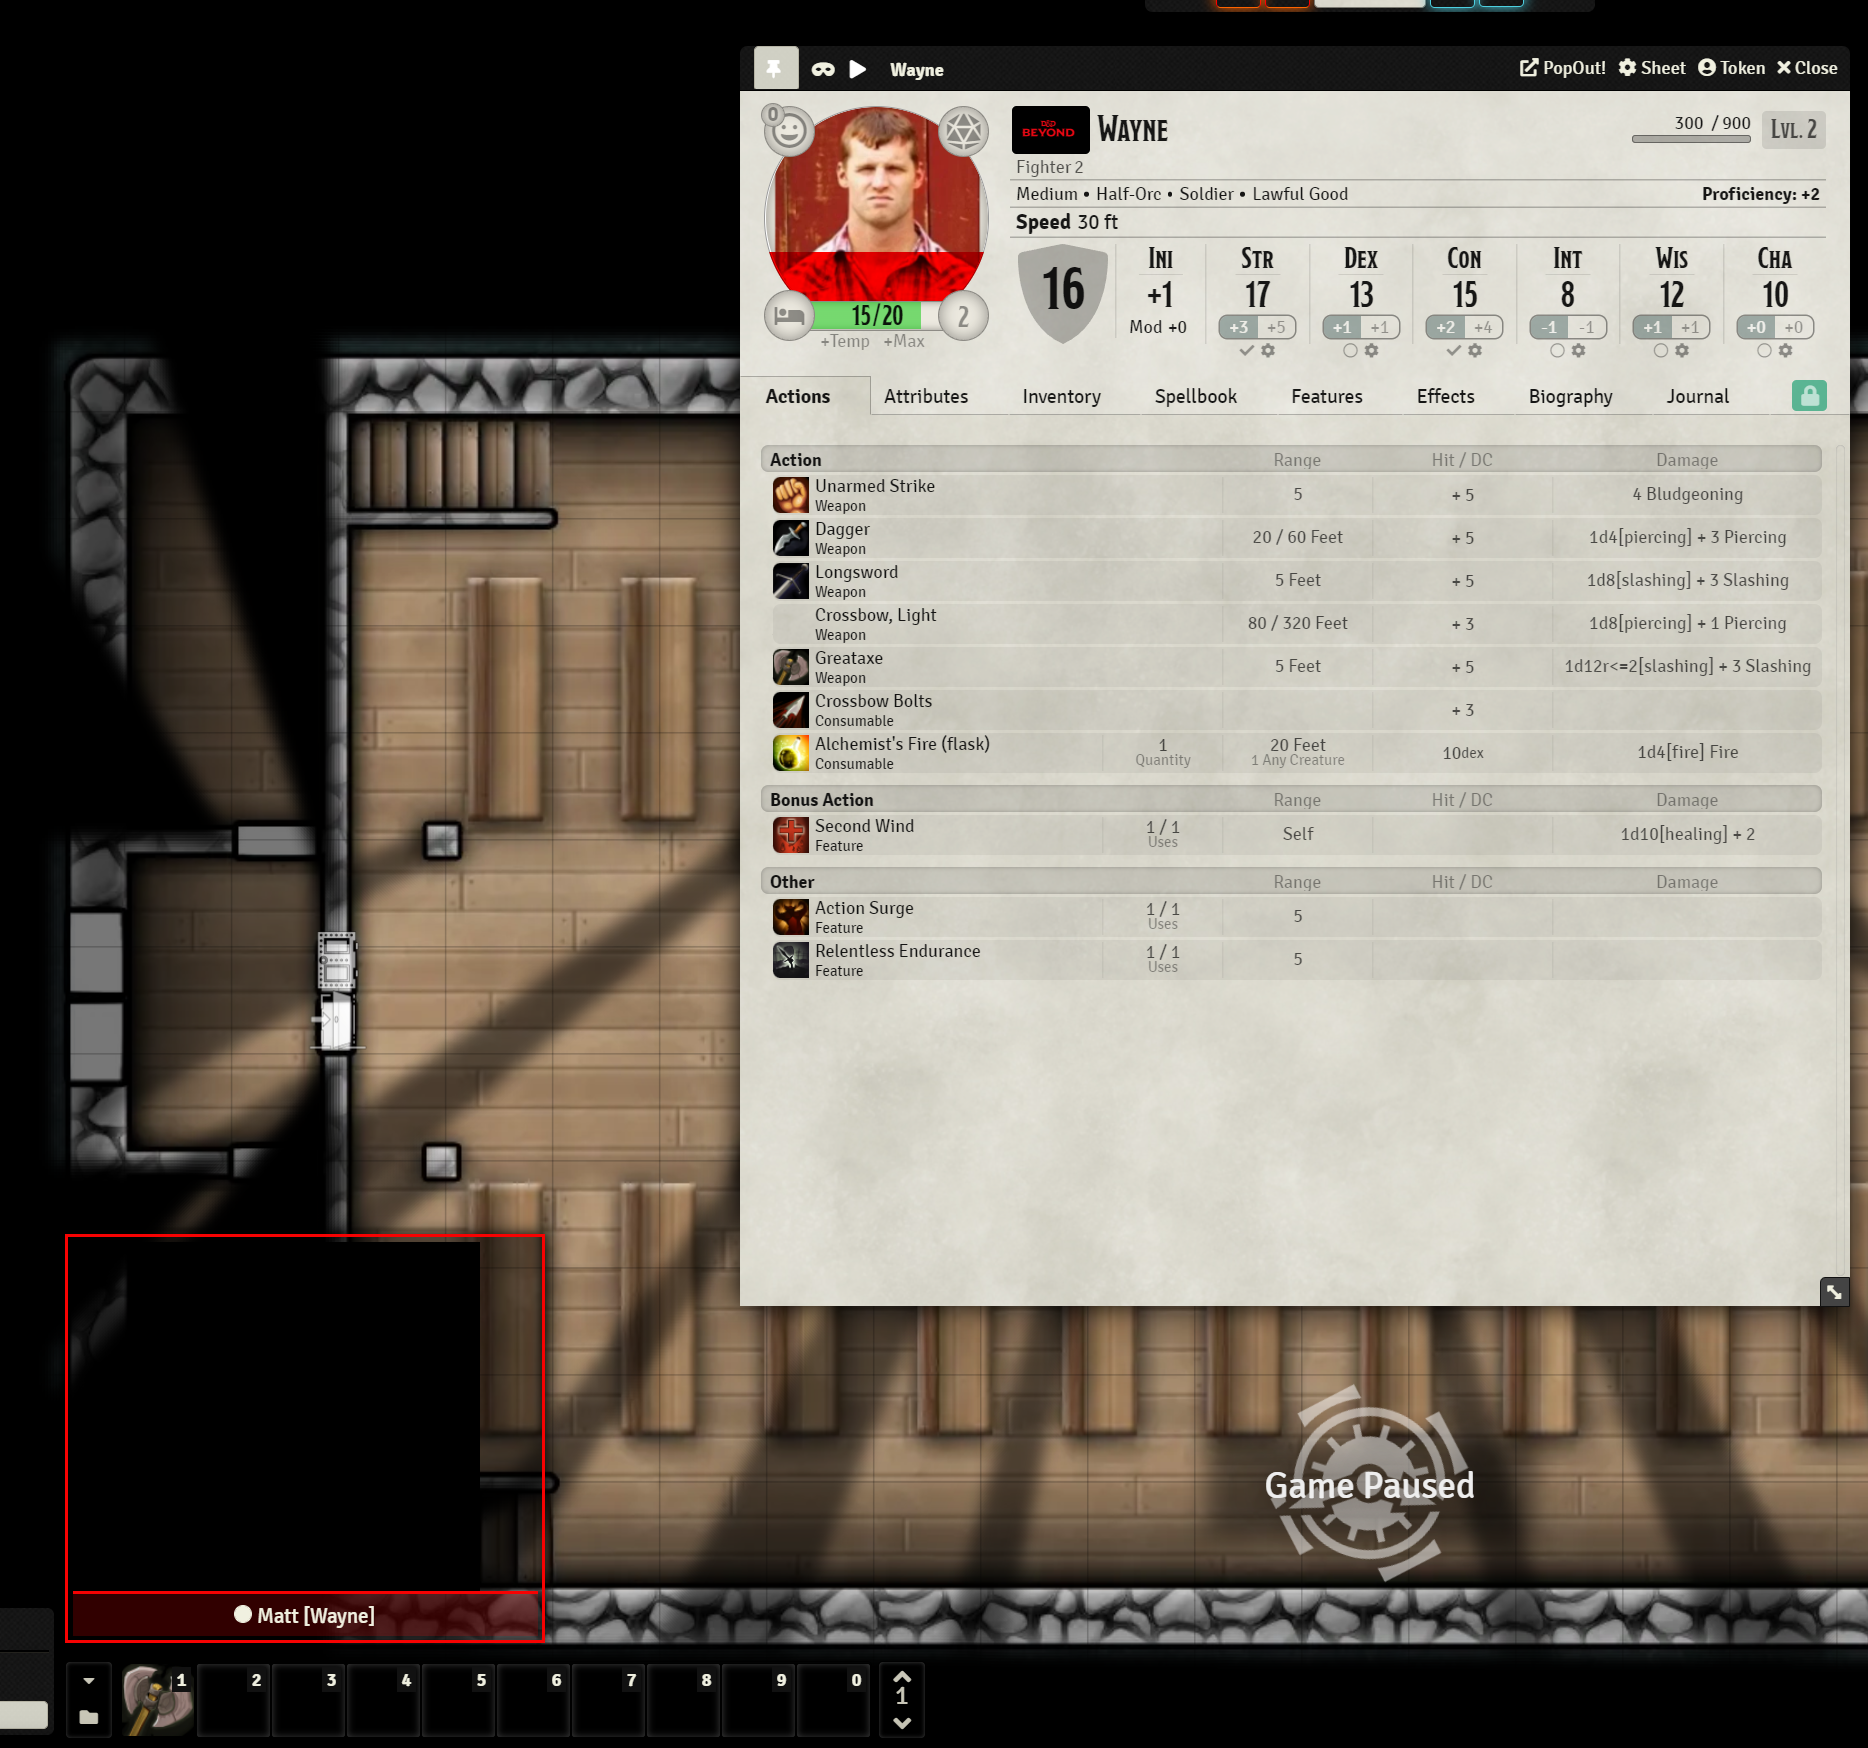 Wayne
PopOut! Sheet Token Close
0
D&D
BEYOND
WAYNE
300 / 900
LVL. 2
Fighter 2
Medium • Half-Orc • Soldier • Lawful Good
Proficiency: +2
Speed 30 ft
16
INI STR DEX CON INT WIS CHA
+1 17 13 15 8 12 10
Mod +0 +3 +5 +1 +1 +2 +4 -1 -1 +1 +1 +0 +0
15/20
2
+Temp +Max
Actions Attributes Inventory Spellbook Features Effects Biography Journal
Action Range Hit / DC Damage
Unarmed Strike
Weapon
5 + 5 4 Bludgeoning
Dagger
Weapon
20 / 60 Feet + 5 1d4[piercing] + 3 Piercing
Longsword
Weapon
5 Feet + 5 1d8[slashing] + 3 Slashing
Crossbow, Light
Weapon
80 / 320 Feet + 3 1d8[piercing] + 1 Piercing
Greataxe
Weapon
5 Feet + 5 1d12r<=2[slashing] + 3 Slashing
Crossbow Bolts
Consumable
+ 3
Alchemist's Fire (flask)
Consumable
1
Quantity
20 Feet
1 Any Creature
10dex 1d4[fire] Fire
Bonus Action Range Hit / DC Damage
Second Wind
Feature
1 / 1
Uses
Self 1d10[healing] + 2
Other Range Hit / DC Damage
Action Surge
Feature
1 / 1
Uses
5
Relentless Endurance
Feature
1 / 1
Uses
5
Game Paused
Matt [Wayne]
1 2 3 4 5 6 7 8 9 0
1